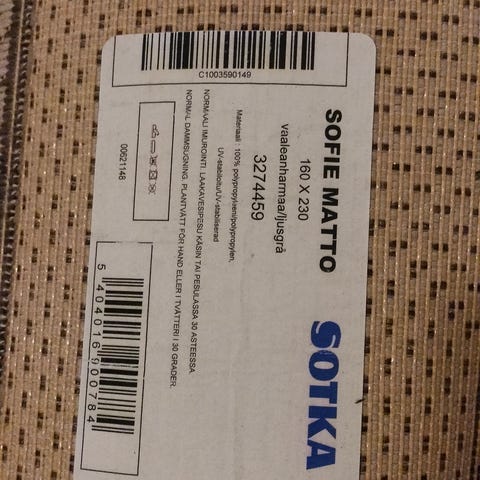 SOFIE MATTO
SOTKA
160 X 230
vaaleanharmaa/ljusgrå
3274459
Materiaali: 100% polypropyleeni/polypropylen,
UV-stabiloitu/UV-stabiliserad
NORMAALI IMUROINTI. LAAKAVESIPESU KÄSIN TAI PESULASSA 30 ASTEESSA.
NORMAL DAMMSUGNING. PLANTVÄTT FÖR HAND ELLER I TVÄTTERI I 30 GRADER.
C1003590149
00621148
5 404016 900784